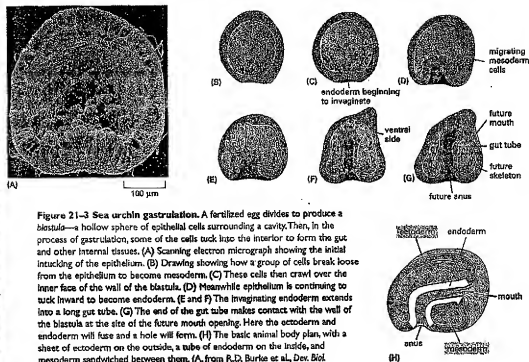 (A)
100 µm
(B)
(C)
endoderm beginning
to invaginate
(D)
migrating
mesoderm
cells
(E)
(F)
ventral
side
(G)
future
mouth
gut tube
future
skeleton
future anus
Figure 21–3 Sea urchin gastrulation. A fertilized egg divides to produce a
blastula—a hollow sphere of epithelial cells surrounding a cavity. Then, in the
process of gastrulation, some of the cells tuck into the interior to form the gut
and other internal tissues. (A) Scanning electron micrograph showing the initial
intucking of the epithelium. (B) Drawing showing how a group of cells break loose
from the epithelium to become mesoderm. (C) These cells then crawl over the
inner face of the wall of the blastula. (D) Meanwhile epithelium is continuing to
tuck inward to become endoderm. (E and F) The invaginating endoderm extends
into a long gut tube. (G) The end of the gut tube makes contact with the wall of
the blastula at the site of the future mouth opening. Here the ectoderm and
endoderm will fuse and a hole will form. (H) The basic animal body plan, with a
sheet of ectoderm on the outside, a tube of endoderm on the inside, and
mesoderm sandwiched between them. (A, from R.D. Burke et al., Dev. Biol.
endoderm
mouth
anus
(H)